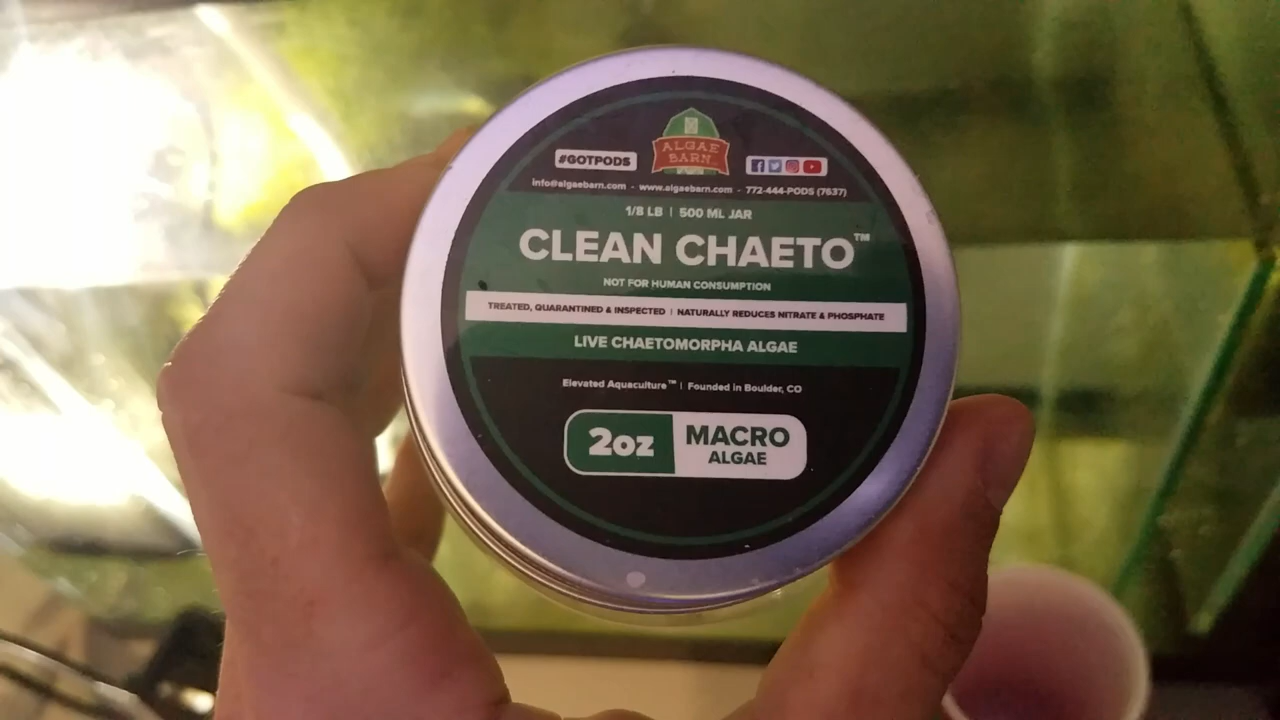 #GOTPODS
ALGAE
BARN
info@algaebarn.com - www.algaebarn.com - 772-444-PODS (7637)
1/8 LB | 500 ML JAR
CLEAN CHAETO™
NOT FOR HUMAN CONSUMPTION
TREATED, QUARANTINED & INSPECTED | NATURALLY REDUCES NITRATE & PHOSPHATE
LIVE CHAETOMORPHA ALGAE
Elevated Aquaculture™ | Founded in Boulder, CO
2oz
MACRO
ALGAE